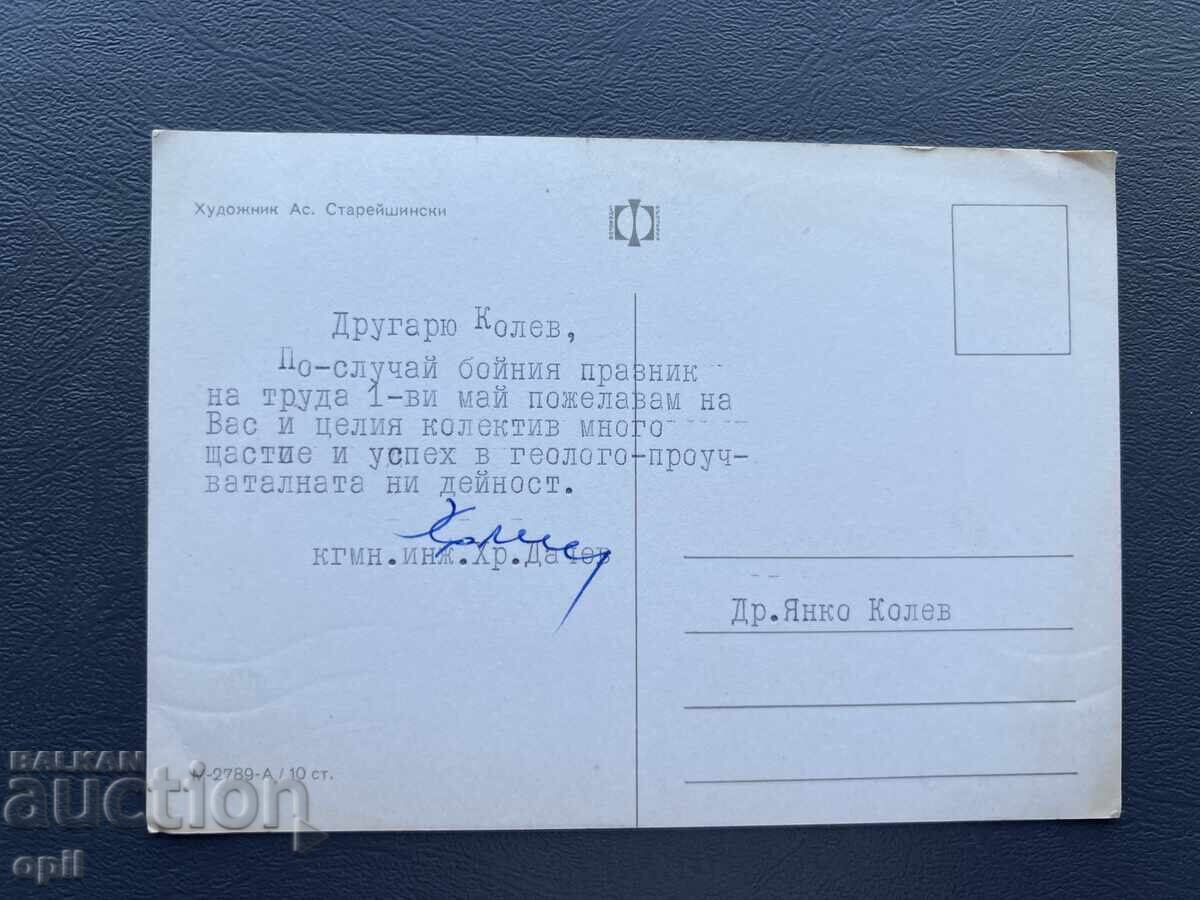 Художник Ас. Старейшински
Другарю Колев,
По-случай бойния празник
на труда 1-ви май пожелавам на
Вас и целия колектив много
щастие и успех в геолого-проуч-
ваталната ни дейност.
кгмн.инж.Хр.Дачев
Др.Янко Колев
М-2789-А / 10 ст.
BALKAN
auction
opll